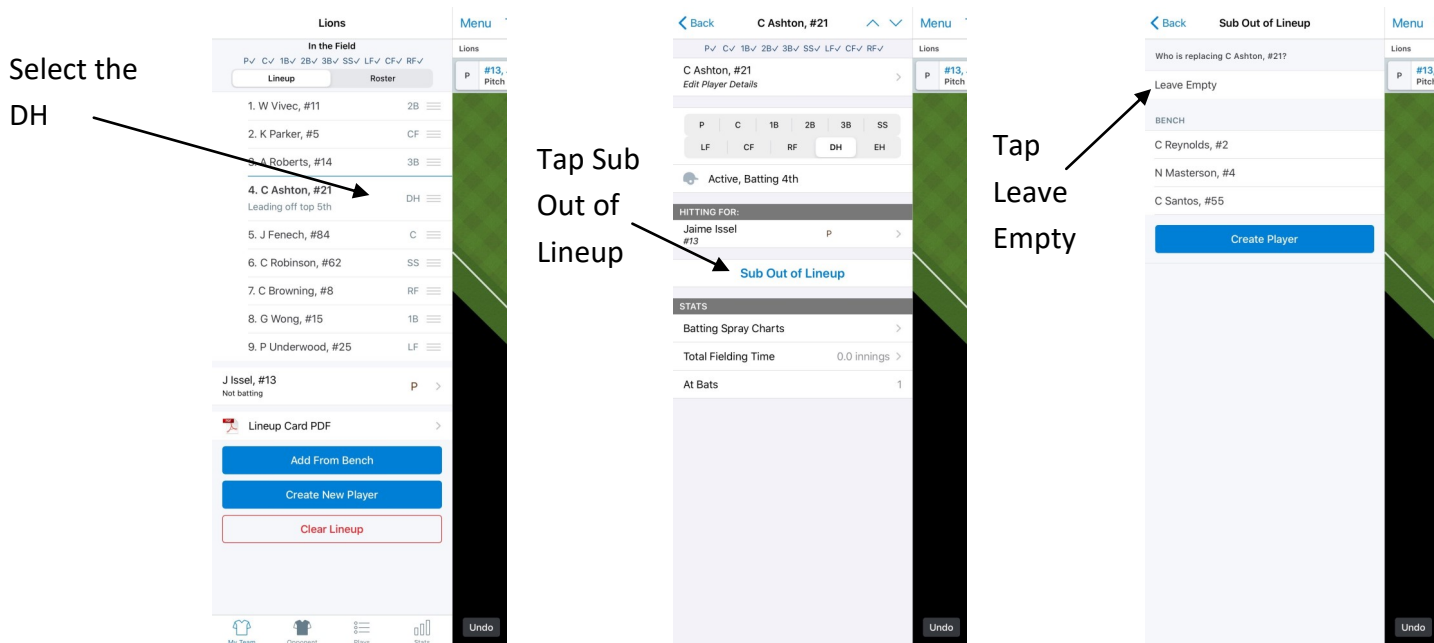 Select the
DH
Lions
Menu
In the Field
P✓ C✓ 1B✓ 2B✓ 3B✓ SS✓ LF✓ CF✓ RF✓
Lineup Roster
1. W Vivec, #11 2B
2. K Parker, #5 CF
3. A Roberts, #14 3B
4. C Ashton, #21 DH
Leading off top 5th
5. J Fenech, #84 C
6. C Robinson, #62 SS
7. C Browning, #8 RF
8. G Wong, #15 1B
9. P Underwood, #25 LF
J Issel, #13 P
Not batting
Lineup Card PDF
Add From Bench
Create New Player
Clear Lineup
My Team Opponent Plays Stats
Lions
P #13,
Pitch
Undo
Tap Sub
Out of
Lineup
Back C Ashton, #21
Menu
P✓ C✓ 1B✓ 2B✓ 3B✓ SS✓ LF✓ CF✓ RF✓
C Ashton, #21
Edit Player Details
P C 1B 2B 3B SS
LF CF RF DH EH
Active, Batting 4th
HITTING FOR:
Jaime Issel P
#13
Sub Out of Lineup
STATS
Batting Spray Charts
Total Fielding Time 0.0 innings
At Bats 1
Lions
P #13,
Pitch
Undo
Tap
Leave
Empty
Back Sub Out of Lineup
Menu
Who is replacing C Ashton, #21?
Leave Empty
BENCH
C Reynolds, #2
N Masterson, #4
C Santos, #55
Create Player
Lions
P #13
Pitc
Undo